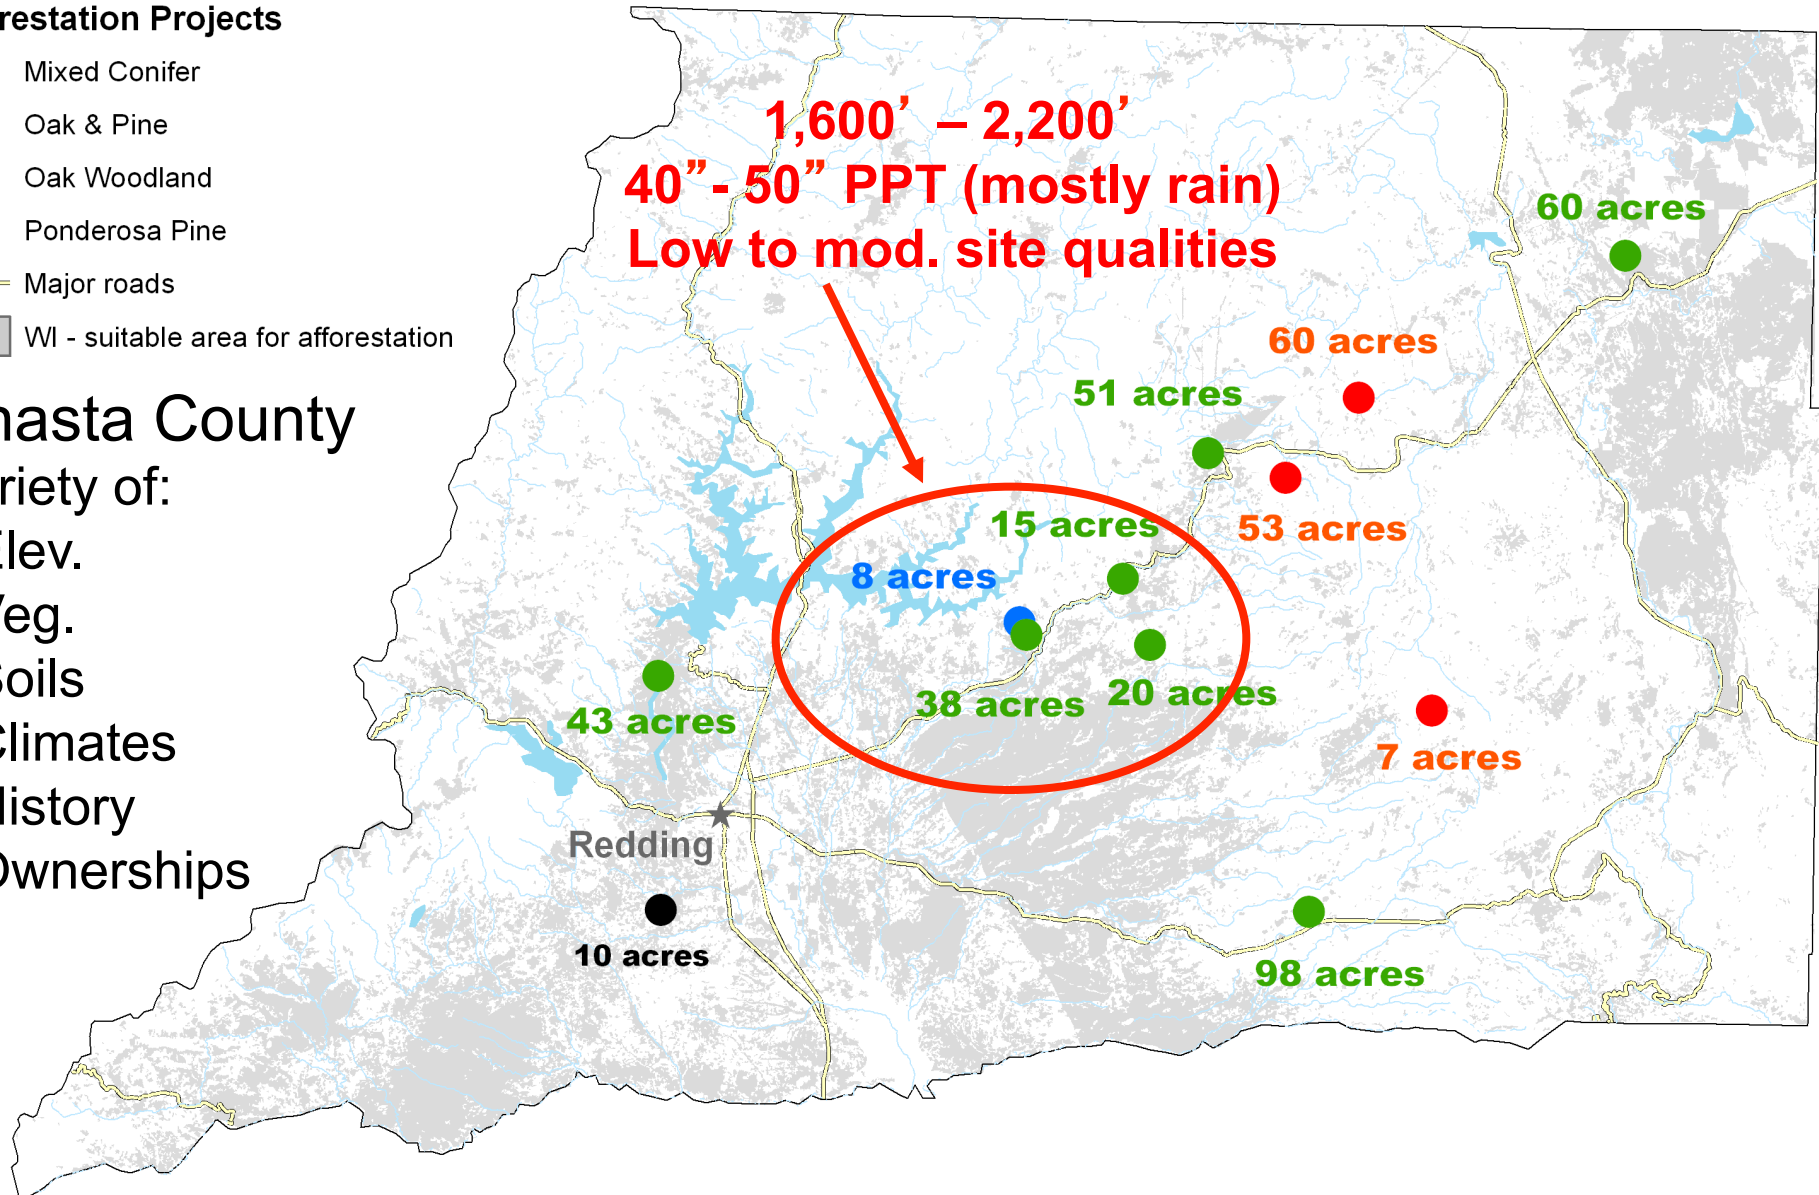 restation Projects
Mixed Conifer
Oak & Pine
Oak Woodland
Ponderosa Pine
Major roads
WI - suitable area for afforestation
hasta County
riety of:
Elev.
Veg.
Soils
Climates
History
Ownerships
1,600’ – 2,200’
40”- 50” PPT (mostly rain)
Low to mod. site qualities
60 acres
60 acres
51 acres
53 acres
15 acres
8 acres
38 acres
20 acres
43 acres
7 acres
Redding
10 acres
98 acres